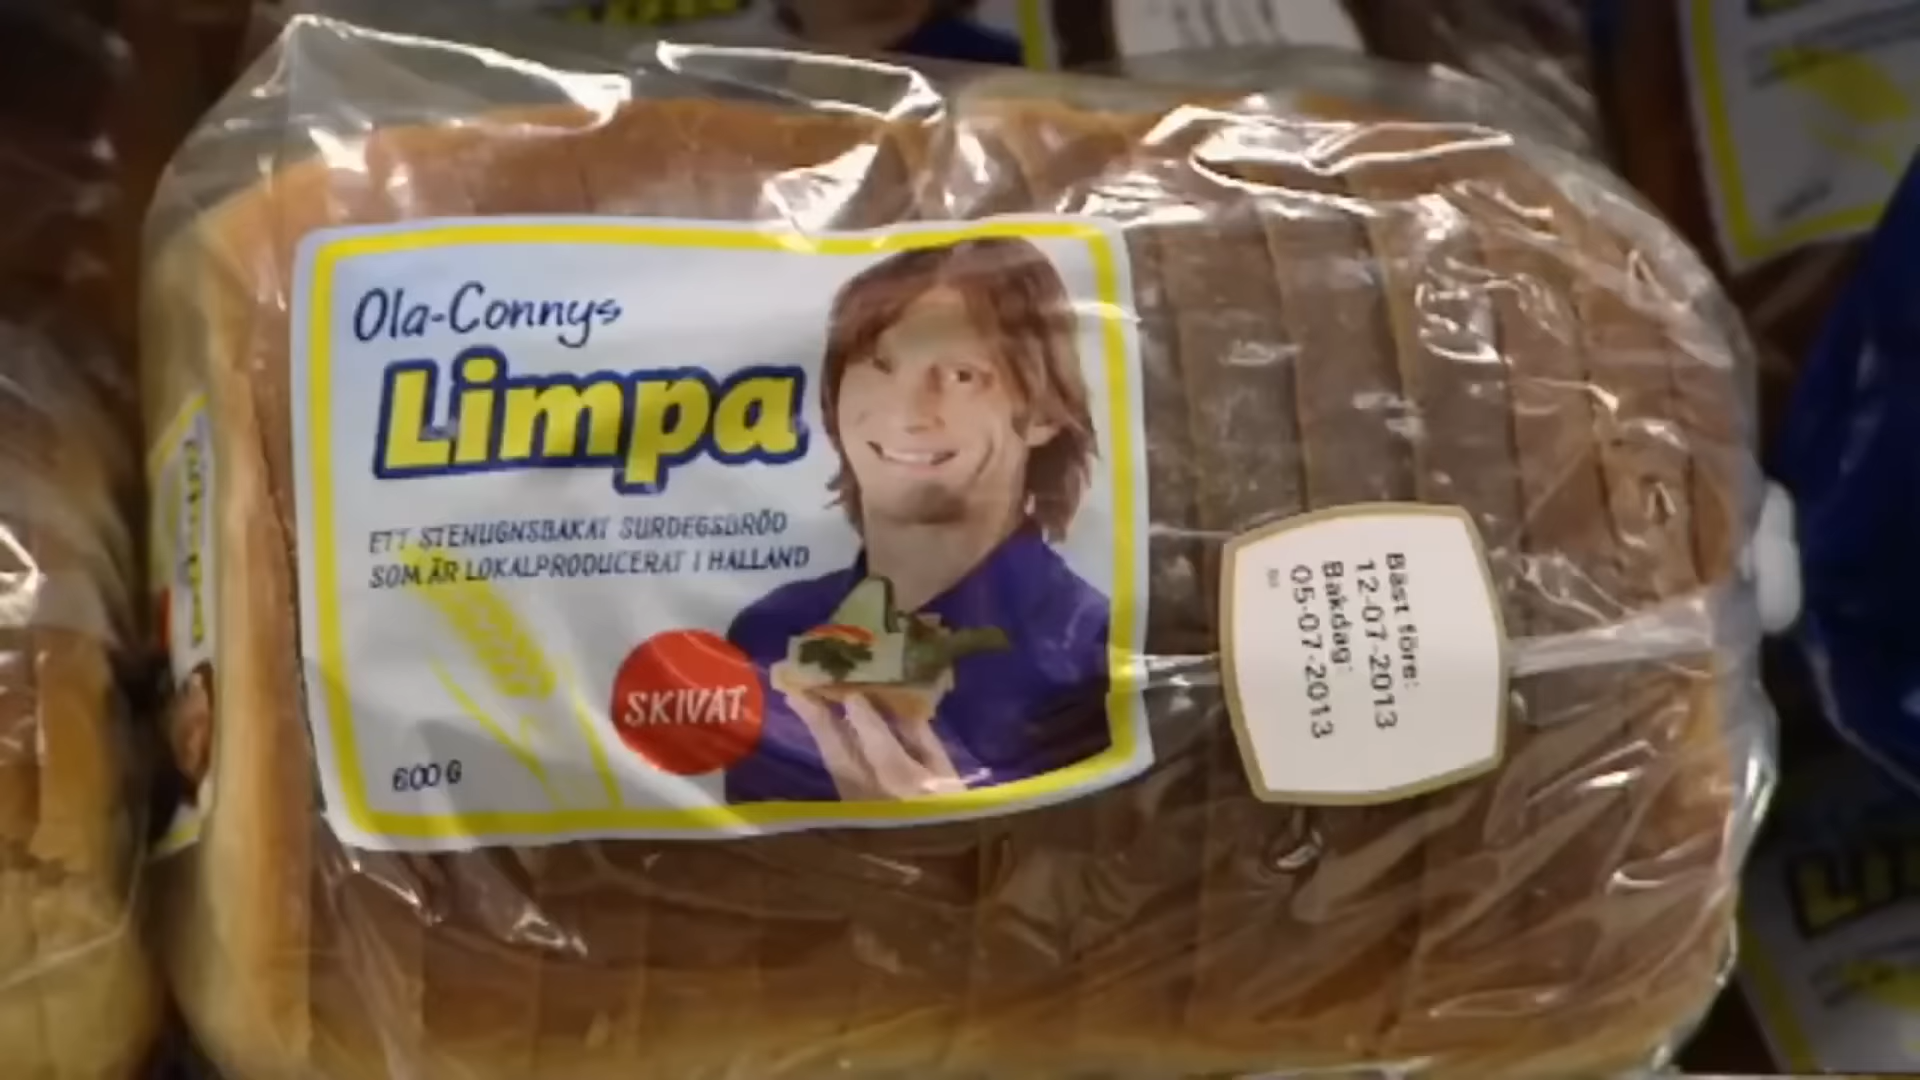 Ola-Connys
Limpa
ETT STENUGNSBAKAT SURDEGSBRÖD
SOM ÄR LOKALPRODUCERAT I HALLAND
SKIVAT
600 G
Bäst före:
12-07-2013
Bakdag:
05-07-2013